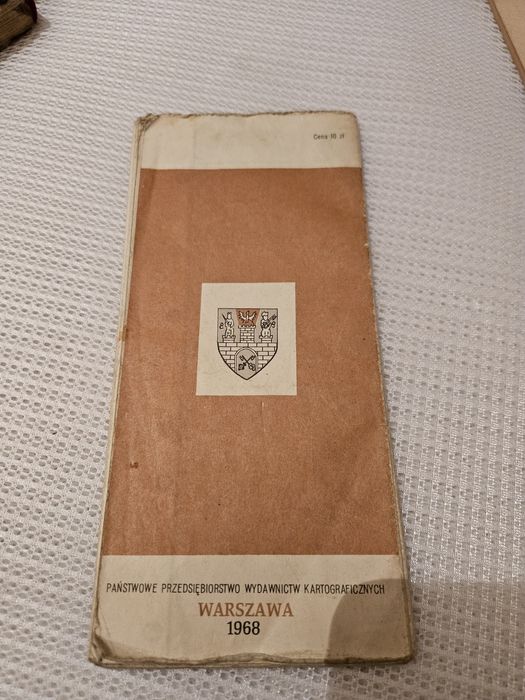 Cena 10 zł
PAŃSTWOWE PRZEDSIĘBIORSTWO WYDAWNICTW KARTOGRAFICZNYCH
WARSZAWA
1968